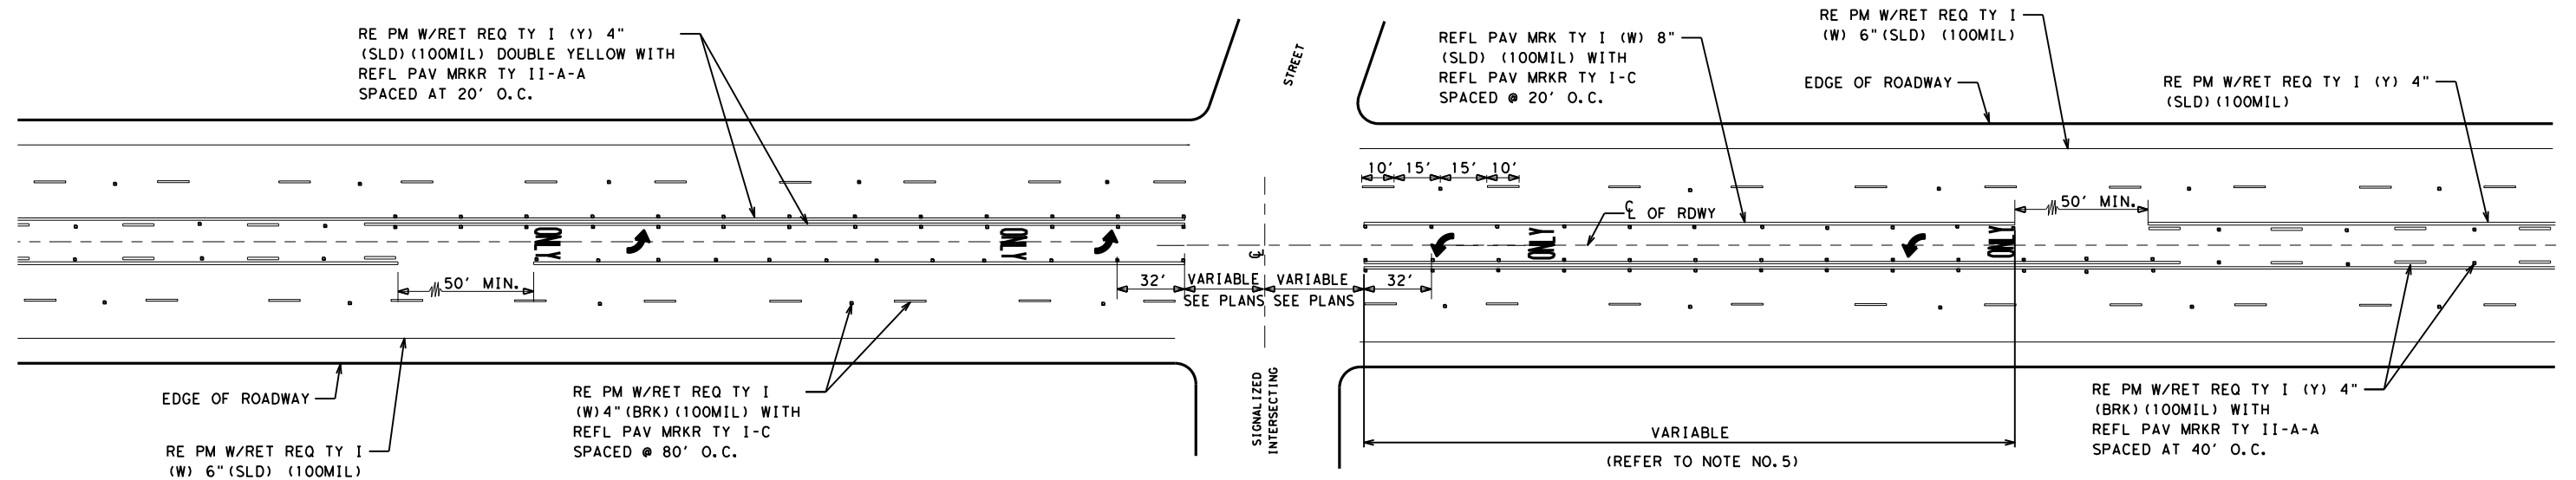 RE PM W/RET REQ TY I (Y) 4"
(SLD)(100MIL) DOUBLE YELLOW WITH
REFL PAV MRKR TY II-A-A
SPACED AT 20' O.C.
STREET
REFL PAV MRK TY I (W) 8"
(SLD) (100MIL) WITH
REFL PAV MRKR TY I-C
SPACED @ 20' O.C.
RE PM W/RET REQ TY I
(W) 6"(SLD) (100MIL)
EDGE OF ROADWAY
RE PM W/RET REQ TY I (Y) 4"
(SLD)(100MIL)
10' 15' 15' 10'
50' MIN.
℄ OF RDWY
ONLY
ONLY
ONLY
ONLY
℄
50' MIN.
32'
VARIABLE
SEE PLANS
VARIABLE
SEE PLANS
32'
EDGE OF ROADWAY
RE PM W/RET REQ TY I
(W) 6"(SLD) (100MIL)
RE PM W/RET REQ TY I
(W)4"(BRK)(100MIL) WITH
REFL PAV MRKR TY I-C
SPACED @ 80' O.C.
SIGNALIZED
INTERSECTING
VARIABLE
(REFER TO NOTE NO.5)
RE PM W/RET REQ TY I (Y) 4"
(BRK)(100MIL) WITH
REFL PAV MRKR TY II-A-A
SPACED AT 40' O.C.